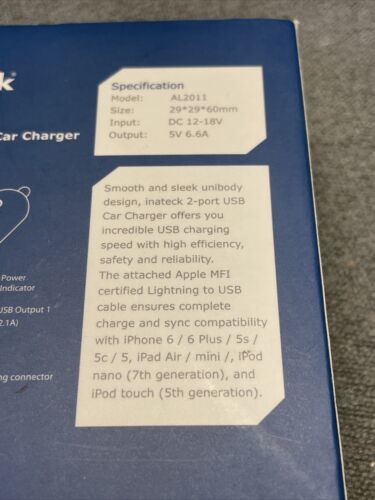 k®
Car Charger
Specification
Model: AL2011
Size: 29*29*60mm
Input: DC 12-18V
Output: 5V 6.6A
Smooth and sleek unibody
design, inateck 2-port USB
Car Charger offers you
incredible USB charging
speed with high efficiency,
safety and reliability.
The attached Apple MFI
certified Lightning to USB
cable ensures complete
charge and sync compatibility
with iPhone 6 / 6 Plus / 5s /
5c / 5, iPad Air / mini /, iPod
nano (7th generation), and
iPod touch (5th generation).
Power
Indicator
USB Output 1
2.1A)
ng connector